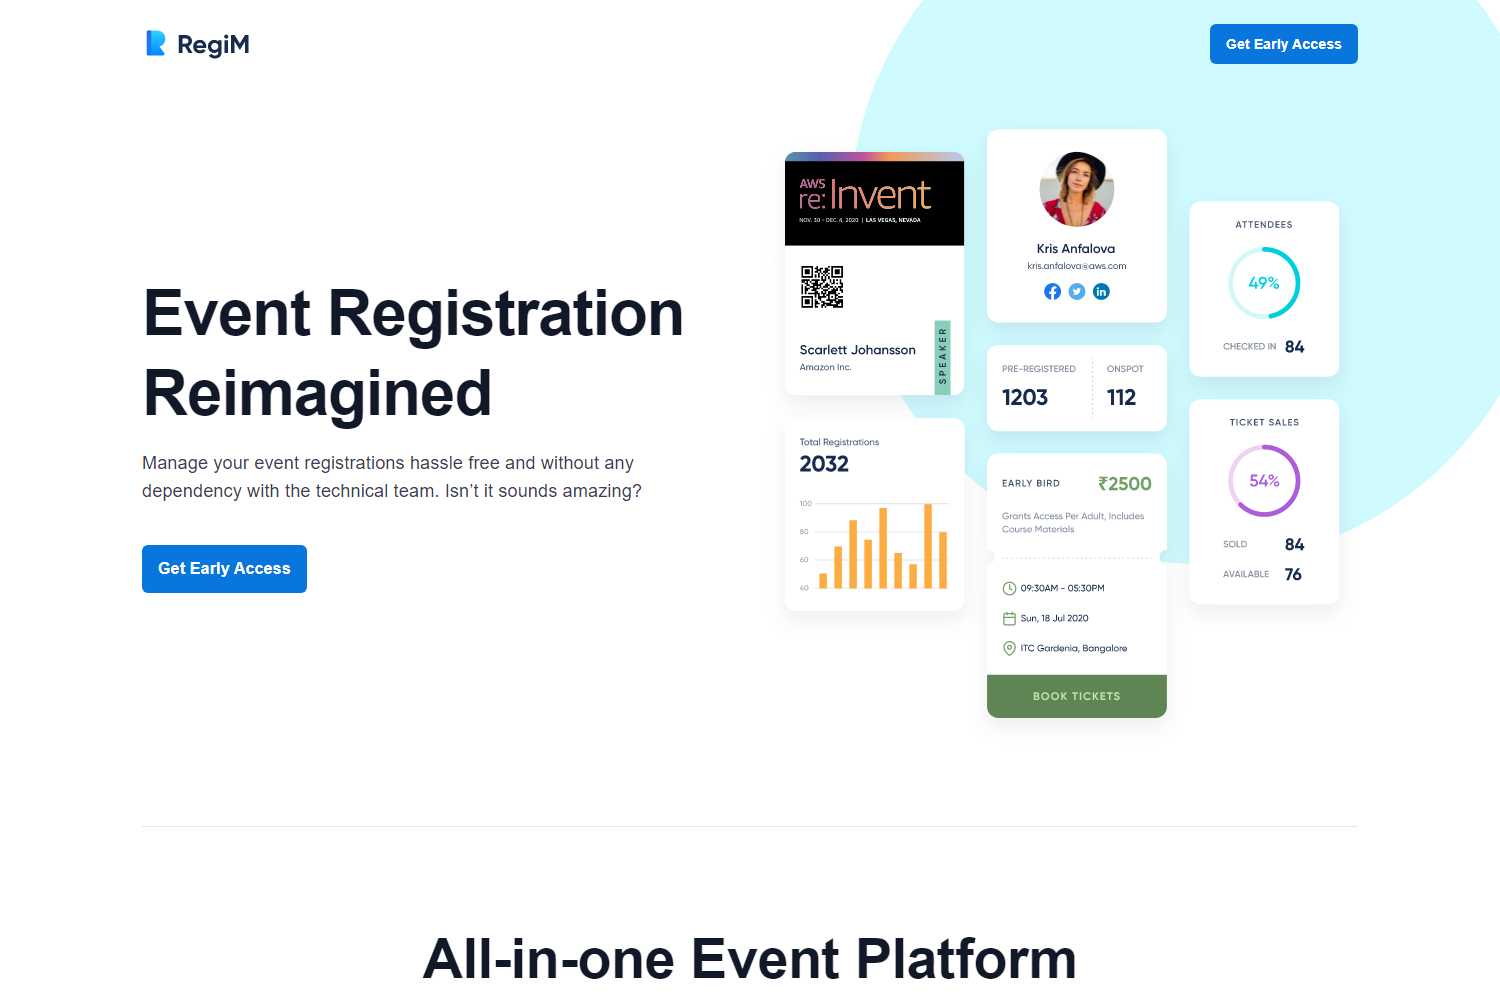 RegiM
Get Early Access
Event Registration
Reimagined
Manage your event registrations hassle free and without any
dependency with the technical team. Isn’t it sounds amazing?
Get Early Access
AWS
re:Invent
NOV. 30 – DEC. 4, 2020 | LAS VEGAS, NEVADA
Scarlett Johansson
Amazon Inc.
SPEAKER
Total Registrations
2032
100
80
60
40
Kris Anfalova
kris.anfalova@aws.com
PRE-REGISTERED
1203
ONSPOT
112
EARLY BIRD
₹2500
Grants Access Per Adult, Includes
Course Materials
09:30AM - 05:30PM
Sun, 18 Jul 2020
ITC Gardenia, Bangalore
BOOK TICKETS
ATTENDEES
49%
CHECKED IN 84
TICKET SALES
54%
SOLD 84
AVAILABLE 76
All-in-one Event Platform